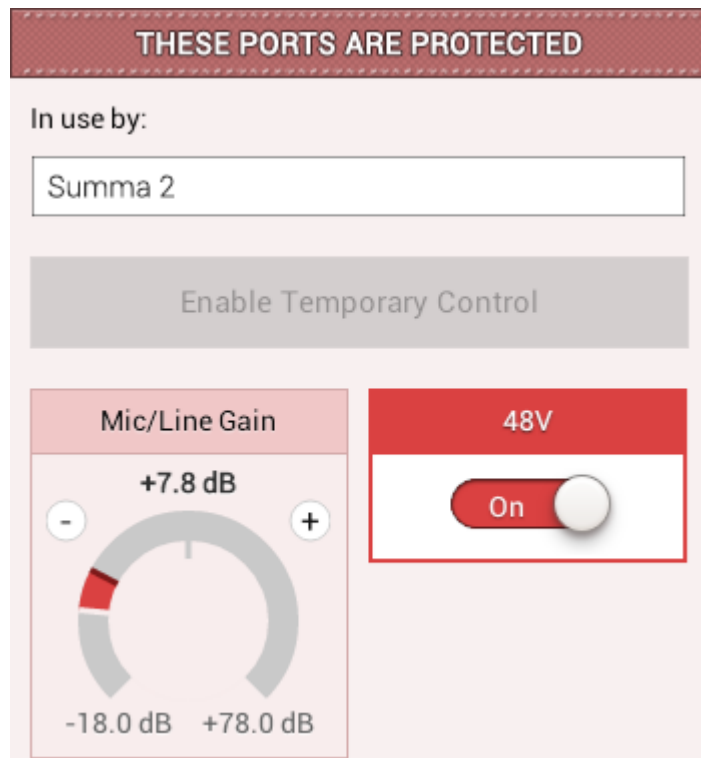 THESE PORTS ARE PROTECTED
In use by:
Summa 2
Enable Temporary Control
Mic/Line Gain
48V
+7.8 dB
-
+
On
-18.0 dB +78.0 dB